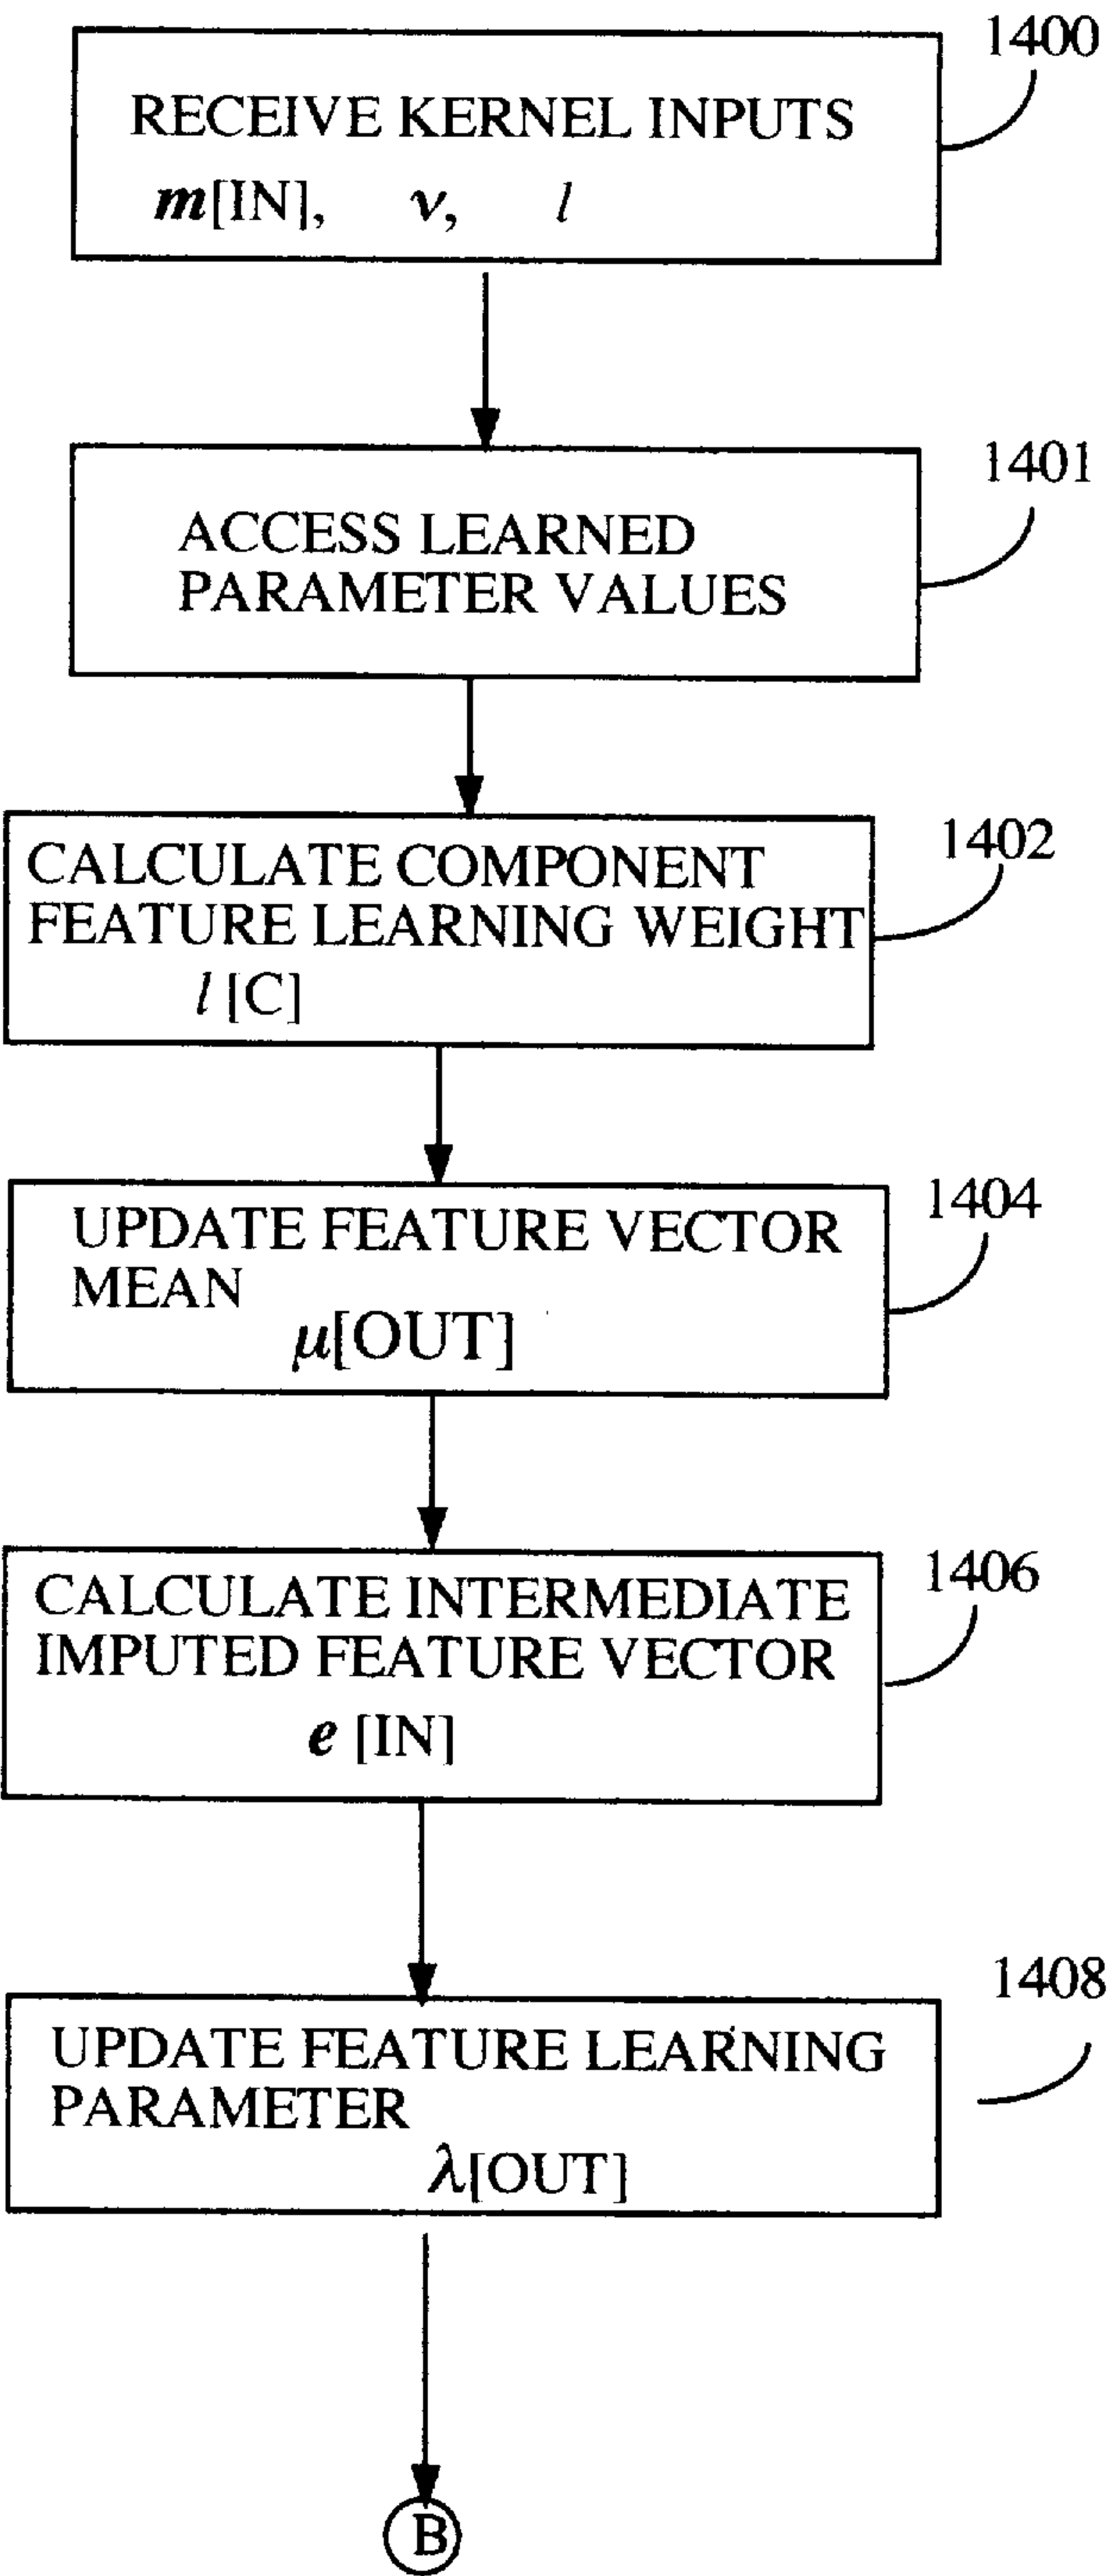 1400
RECEIVE KERNEL INPUTS
m[IN], ν, l
1401
ACCESS LEARNED
PARAMETER VALUES
1402
CALCULATE COMPONENT
FEATURE LEARNING WEIGHT
l [C]
1404
UPDATE FEATURE VECTOR
MEAN
μ[OUT]
1406
CALCULATE INTERMEDIATE
IMPUTED FEATURE VECTOR
e [IN]
1408
UPDATE FEATURE LEARNING
PARAMETER
λ[OUT]
B